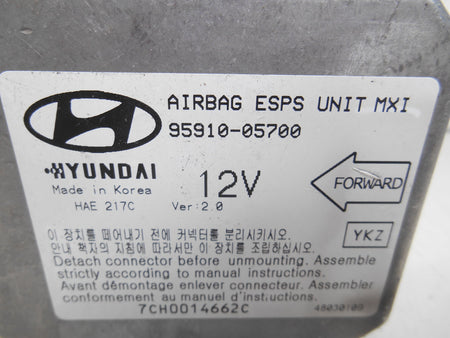 AIRBAG ESPS UNIT MXI
95910-05700
HYUNDAI
Made in Korea
HAE 217C
12V
Ver:2.0
FORWARD
이 장치를 떼어내기 전에 커넥터를 분리시키시오.
안내 책자의 지침에 따라서만 이 장치를 조립하십시오.
YKZ
Detach connector before unmounting. Assemble
strictly according to manual instructions.
Avant démontage enlever connecteur. Assembler
conformement au manuel instructions.
7CH0014662C
48030109